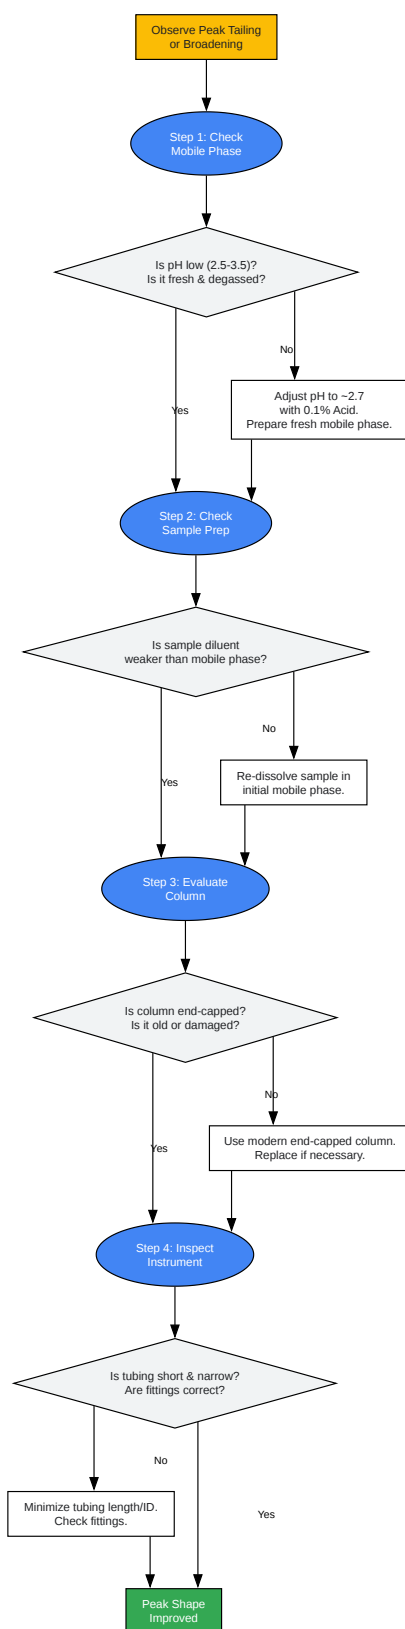 Observe Peak Tailing
or Broadening
Step 1: Check
Mobile Phase
Is pH low (2.5-3.5)?
Is it fresh & degassed?
No
Yes
Adjust pH to ~2.7
with 0.1% Acid.
Prepare fresh mobile phase.
Step 2: Check
Sample Prep
Is sample diluent
weaker than mobile phase?
No
Yes
Re-dissolve sample in
initial mobile phase.
Step 3: Evaluate
Column
Is column end-capped?
Is it old or damaged?
No
Yes
Use modern end-capped column.
Replace if necessary.
Step 4: Inspect
Instrument
Is tubing short & narrow?
Are fittings correct?
No
Yes
Minimize tubing length/ID.
Check fittings.
Peak Shape
Improved